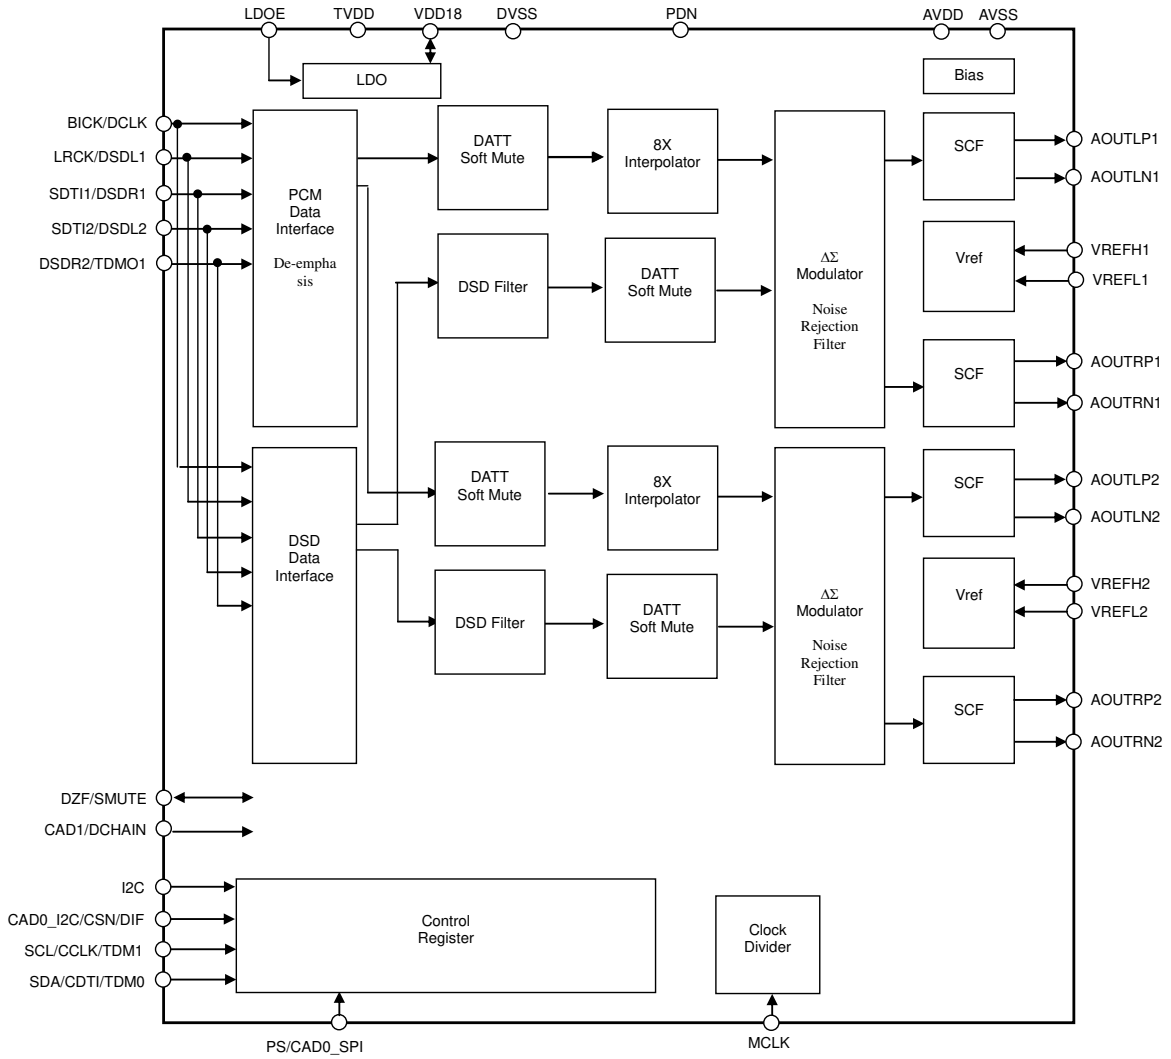 LDOE
TVDD
VDD18
DVSS
PDN
AVDD
AVSS
LDO
Bias
BICK/DCLK
LRCK/DSDL1
SDTI1/DSDR1
SDTI2/DSDL2
DSDR2/TDMO1
PCM
Data
Interface
De-empha
sis
DATT
Soft Mute
8X
Interpolator
DSD Filter
DATT
Soft Mute
ΔΣ
Modulator
Noise
Rejection
Filter
SCF
Vref
SCF
AOUTLP1
AOUTLN1
VREFH1
VREFL1
AOUTRP1
AOUTRN1
DSD
Data
Interface
DATT
Soft Mute
8X
Interpolator
DSD Filter
DATT
Soft Mute
ΔΣ
Modulator
Noise
Rejection
Filter
SCF
Vref
SCF
AOUTLP2
AOUTLN2
VREFH2
VREFL2
AOUTRP2
AOUTRN2
DZF/SMUTE
CAD1/DCHAIN
I2C
CAD0_I2C/CSN/DIF
SCL/CCLK/TDM1
SDA/CDTI/TDM0
Control
Register
Clock
Divider
PS/CAD0_SPI
MCLK